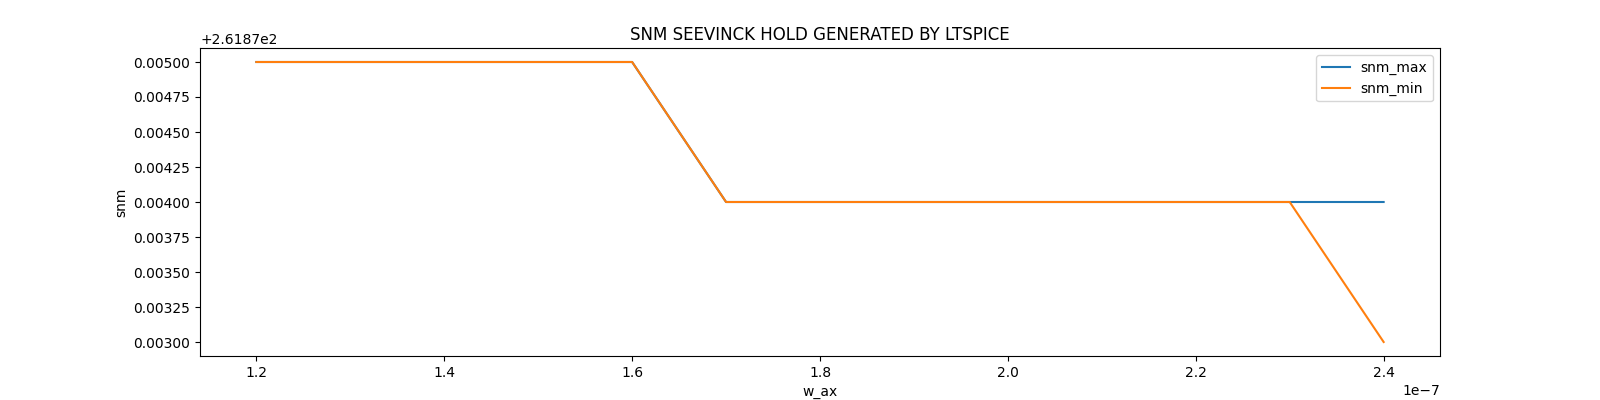 SNM SEEVINCK HOLD GENERATED BY LTSPICE
+2.6187e2
snm_max
snm_min
0.00500
0.00475
0.00450
0.00425
0.00400
0.00375
0.00350
0.00325
0.00300
snm
1.2 1.4 1.6 1.8 2.0 2.2 2.4
1e−7
w_ax